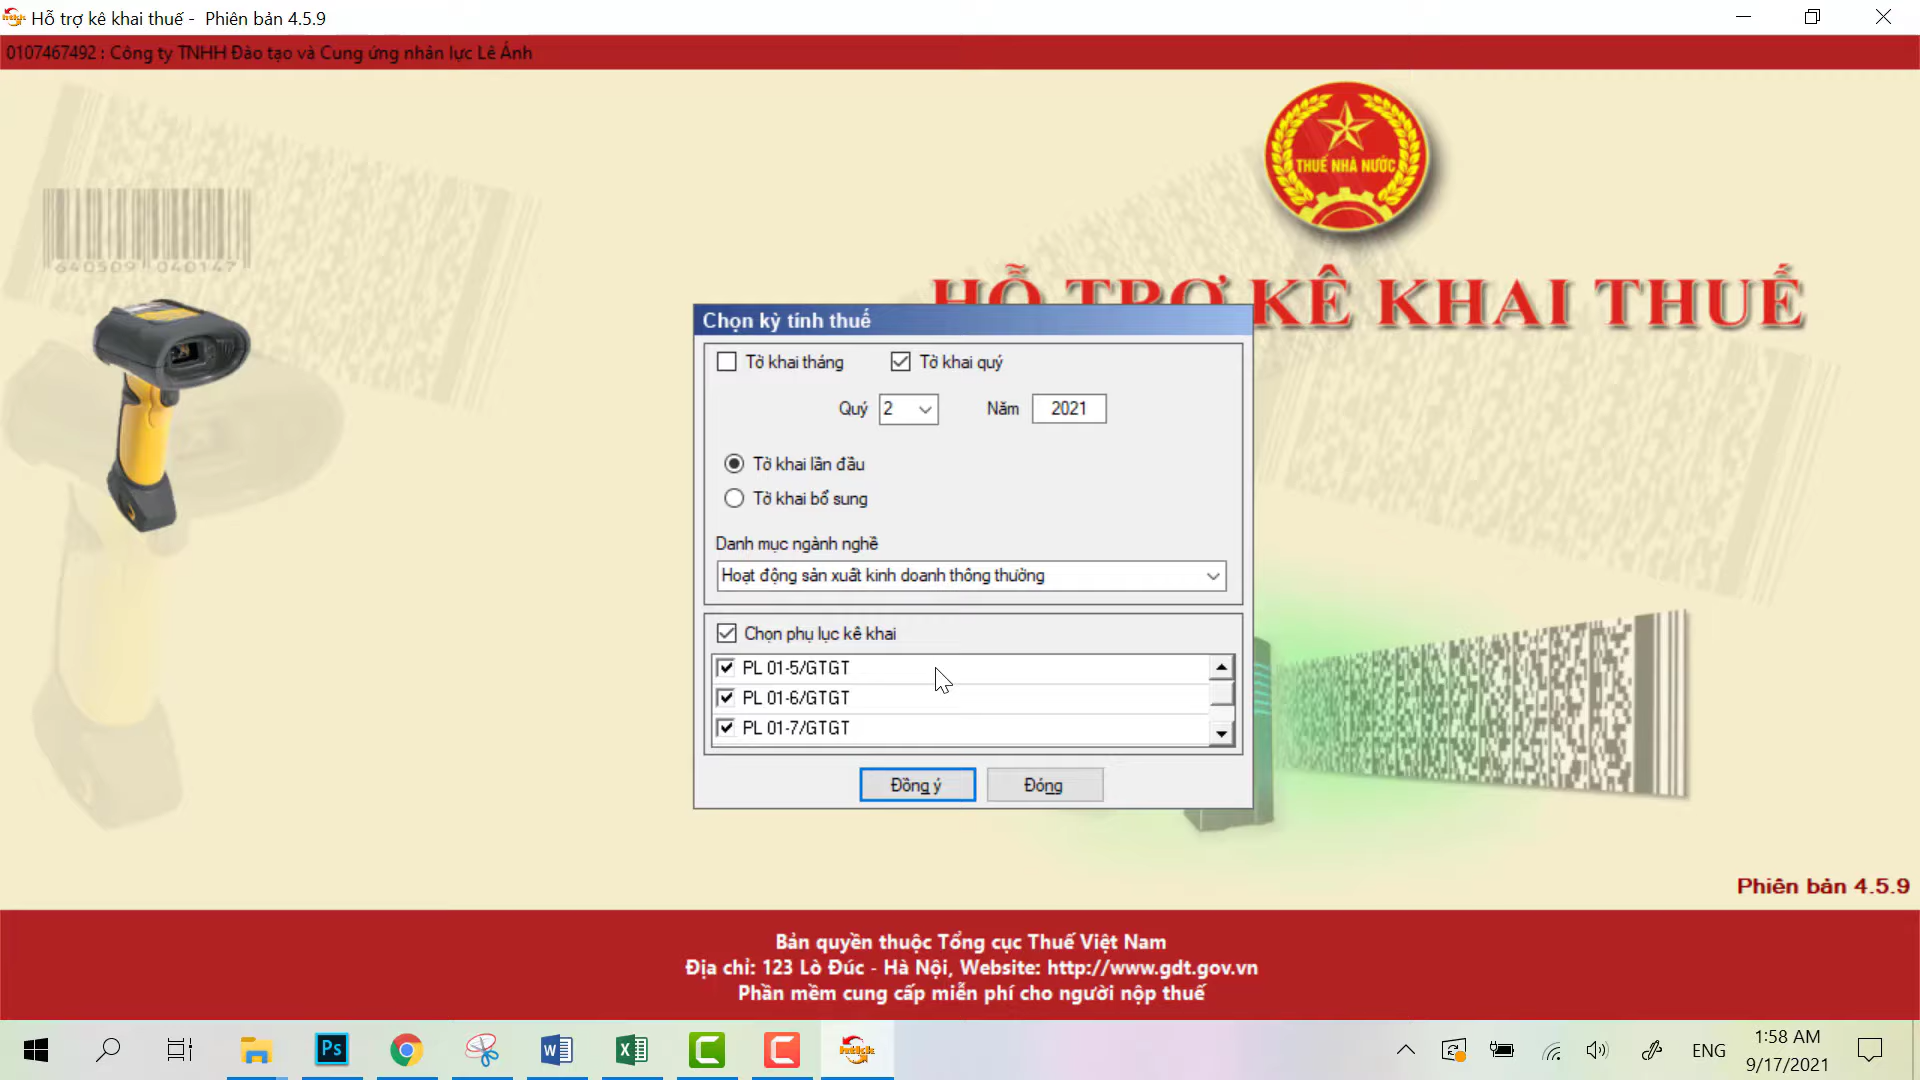 Hỗ trợ kê khai thuế - Phiên bản 4.5.9
0107467492 : Công ty TNHH Đào tạo và Cung ứng nhân lực Lê Ánh
THUẾ NHÀ NƯỚC
640509 040147
HỖ TRỢ KÊ KHAI THUẾ
Chọn kỳ tính thuế
Tờ khai tháng
Tờ khai quý
Quý 2
Năm 2021
Tờ khai lần đầu
Tờ khai bổ sung
Danh mục ngành nghề
Hoạt động sản xuất kinh doanh thông thường
Chọn phụ lục kê khai
PL 01-5/GTGT
PL 01-6/GTGT
PL 01-7/GTGT
Đồng ý
Đóng
Phiên bản 4.5.9
Bản quyền thuộc Tổng cục Thuế Việt Nam
Địa chỉ: 123 Lò Đúc - Hà Nội, Website: http://www.gdt.gov.vn
Phần mềm cung cấp miễn phí cho người nộp thuế
Ps
htkk
ENG
1:58 AM
9/17/2021